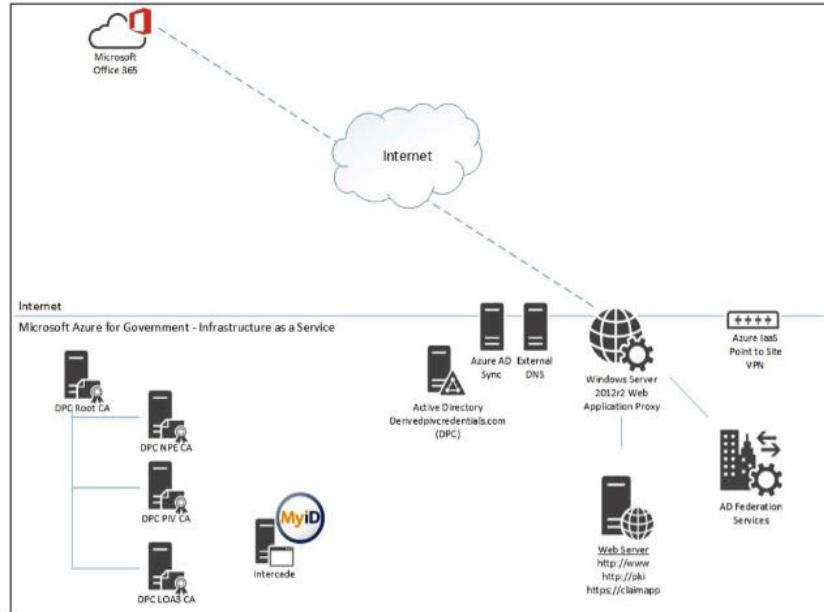 Microsoft
Office 365
Internet
Internet
Microsoft Azure for Government - Infrastructure as a Service
Azure AD
Sync
External
DNS
Azure IaaS
Point to Site
VPN
Windows Server
2012r2 Web
Application Proxy
Active Directory
Derivedpivcredentials.com
(DPC)
DPC Root CA
DPC NPE CA
DPC PIV CA
DPC LOA3 CA
MyiD
Intercede
AD Federation
Services
Web Server
http://www
http://pki
https://claimapp